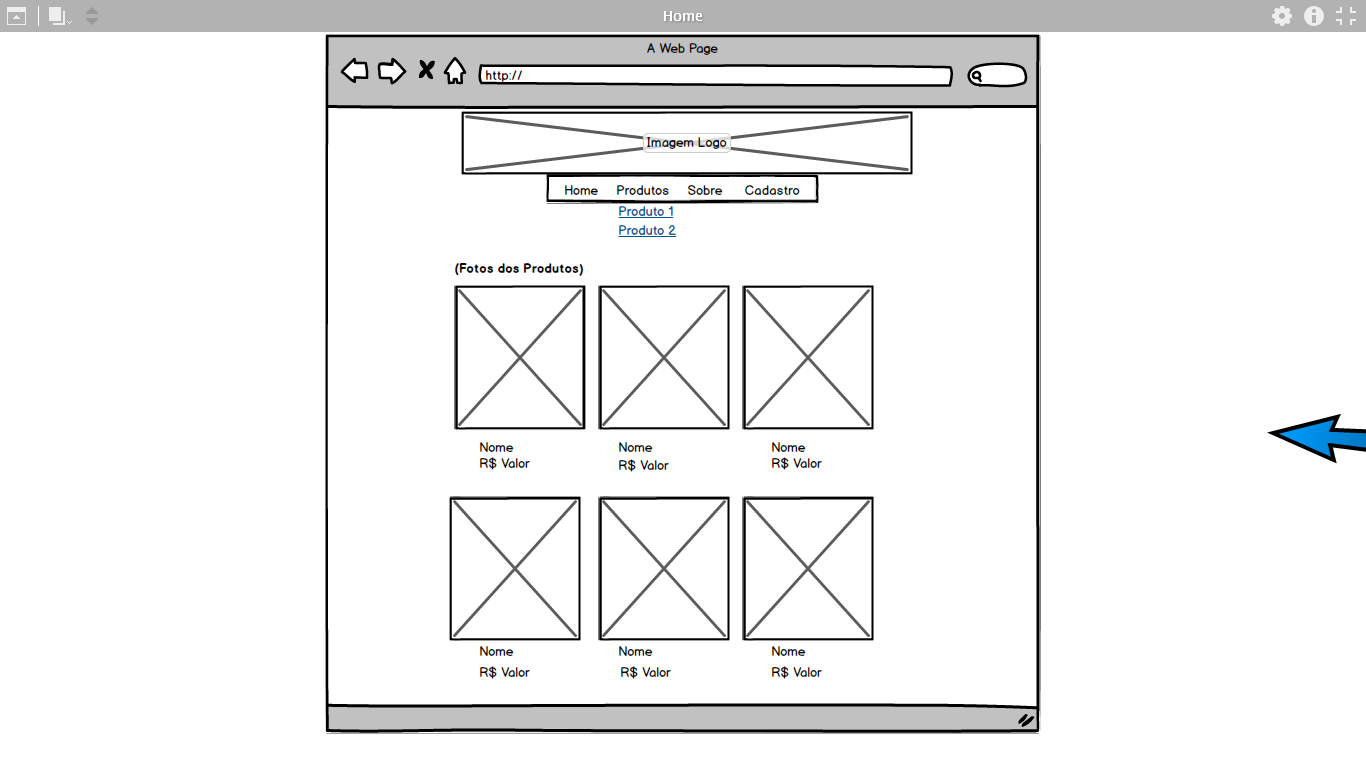 Home
A Web Page
http://
Imagem Logo
Home Produtos Sobre Cadastro
Produto 1
Produto 2
(Fotos dos Produtos)
Nome Nome Nome
R$ Valor R$ Valor R$ Valor
Nome Nome Nome
R$ Valor R$ Valor R$ Valor